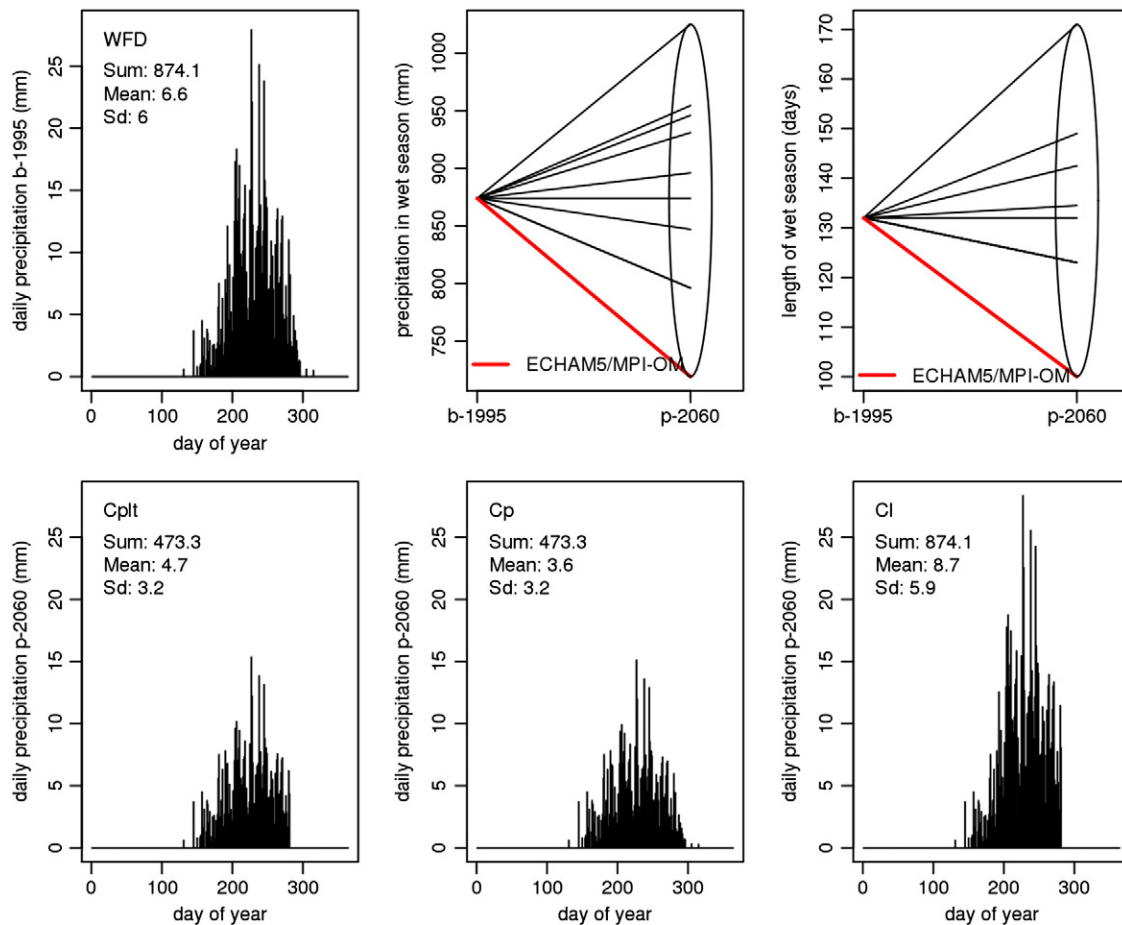 WFD
Sum: 874.1
Mean: 6.6
Sd: 6
daily precipitation b-1995 (mm)
0 5 10 15 20 25
0 100 200 300
day of year
precipitation in wet season (mm)
750 800 850 900 950 1000
ECHAM5/MPI-OM
b-1995 p-2060
length of wet season (days)
100 110 120 130 140 150 160 170
ECHAM5/MPI-OM
b-1995 p-2060
Cplt
Sum: 473.3
Mean: 4.7
Sd: 3.2
daily precipitation p-2060 (mm)
0 5 10 15 20 25
0 100 200 300
day of year
Cp
Sum: 473.3
Mean: 3.6
Sd: 3.2
daily precipitation p-2060 (mm)
0 5 10 15 20 25
0 100 200 300
day of year
Cl
Sum: 874.1
Mean: 8.7
Sd: 5.9
daily precipitation p-2060 (mm)
0 5 10 15 20 25
0 100 200 300
day of year